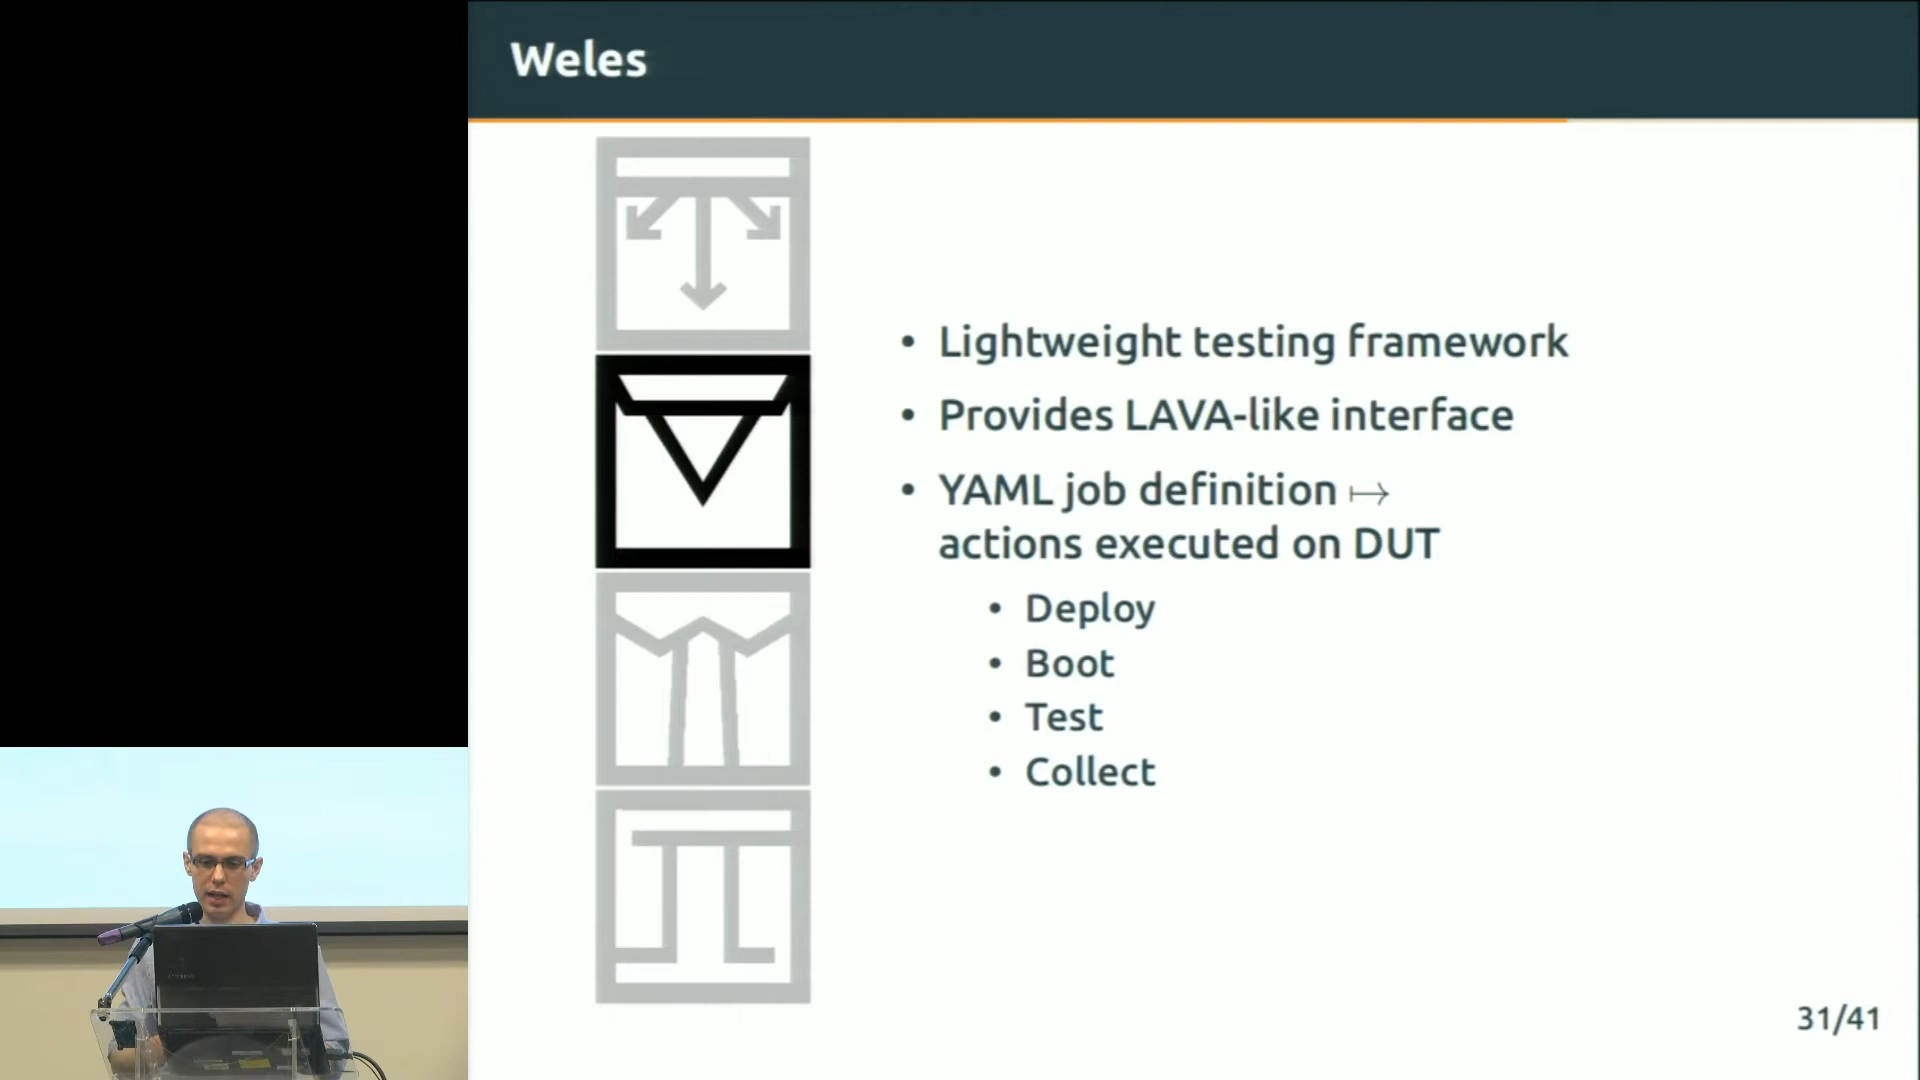 Weles
• Lightweight testing framework
• Provides LAVA-like interface
• YAML job definition ↦
actions executed on DUT
• Deploy
• Boot
• Test
• Collect
31/41